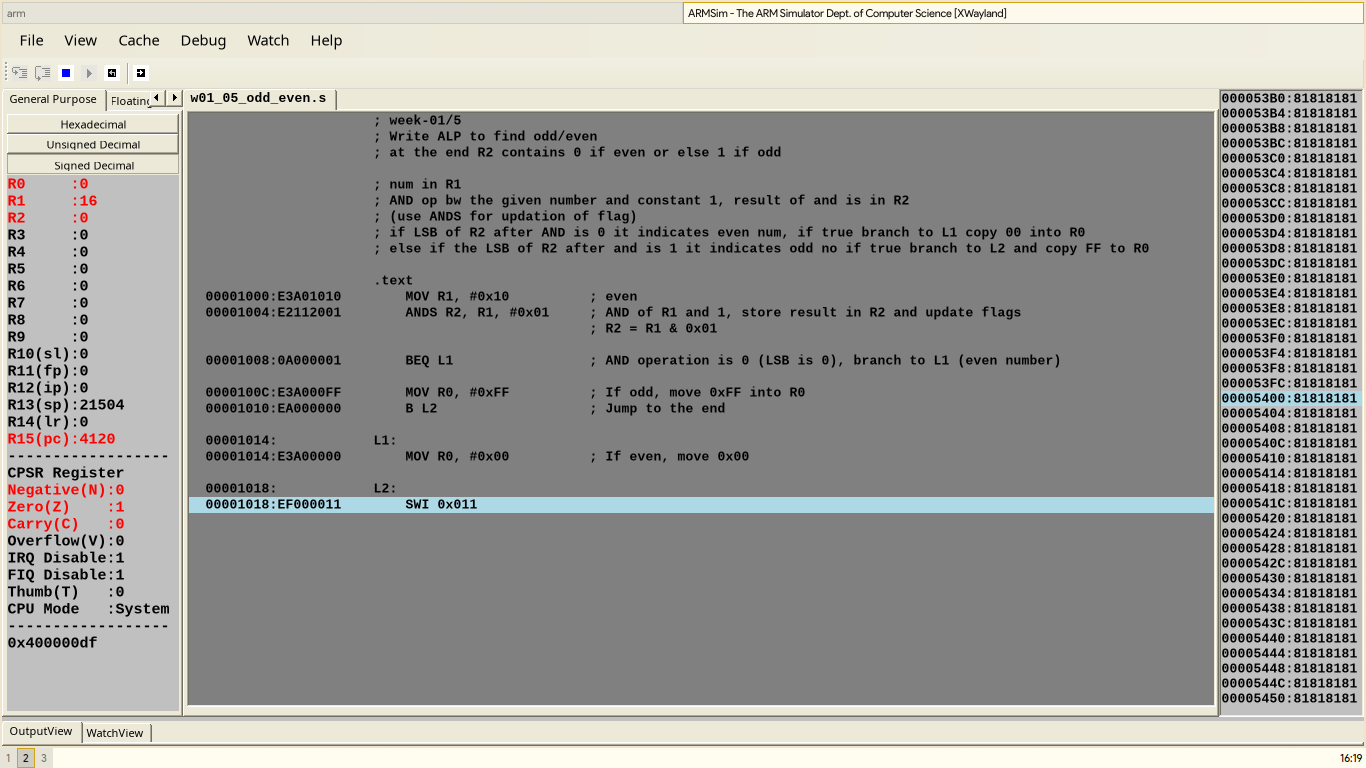 arm
ARMSim - The ARM Simulator Dept. of Computer Science [XWayland]
File View Cache Debug Watch Help
General Purpose Floating
Hexadecimal
Unsigned Decimal
Signed Decimal
R0 :0
R1 :16
R2 :0
R3 :0
R4 :0
R5 :0
R6 :0
R7 :0
R8 :0
R9 :0
R10(sl):0
R11(fp):0
R12(ip):0
R13(sp):21504
R14(lr):0
R15(pc):4120
------------------
CPSR Register
Negative(N):0
Zero(Z) :1
Carry(C) :0
Overflow(V):0
IRQ Disable:1
FIQ Disable:1
Thumb(T) :0
CPU Mode :System
------------------
0x400000df
w01_05_odd_even.s
; week-01/5
; Write ALP to find odd/even
; at the end R2 contains 0 if even or else 1 if odd
; num in R1
; AND op bw the given number and constant 1, result of and is in R2
; (use ANDS for updation of flag)
; if LSB of R2 after AND is 0 it indicates even num, if true branch to L1 copy 00 into R0
; else if the LSB of R2 after and is 1 it indicates odd no if true branch to L2 and copy FF to R0
.text
00001000:E3A01010 MOV R1, #0x10 ; even
00001004:E2112001 ANDS R2, R1, #0x01 ; AND of R1 and 1, store result in R2 and update flags
; R2 = R1 & 0x01
00001008:0A000001 BEQ L1 ; AND operation is 0 (LSB is 0), branch to L1 (even number)
0000100C:E3A000FF MOV R0, #0xFF ; If odd, move 0xFF into R0
00001010:EA000000 B L2 ; Jump to the end
00001014: L1:
00001014:E3A00000 MOV R0, #0x00 ; If even, move 0x00
00001018: L2:
00001018:EF000011 SWI 0x011
000053B0:81818181
000053B4:81818181
000053B8:81818181
000053BC:81818181
000053C0:81818181
000053C4:81818181
000053C8:81818181
000053CC:81818181
000053D0:81818181
000053D4:81818181
000053D8:81818181
000053DC:81818181
000053E0:81818181
000053E4:81818181
000053E8:81818181
000053EC:81818181
000053F0:81818181
000053F4:81818181
000053F8:81818181
000053FC:81818181
00005400:81818181
00005404:81818181
00005408:81818181
0000540C:81818181
00005410:81818181
00005414:81818181
00005418:81818181
0000541C:81818181
00005420:81818181
00005424:81818181
00005428:81818181
0000542C:81818181
00005430:81818181
00005434:81818181
00005438:81818181
0000543C:81818181
00005440:81818181
00005444:81818181
00005448:81818181
0000544C:81818181
00005450:81818181
OutputView WatchView
1 2 3
16:19